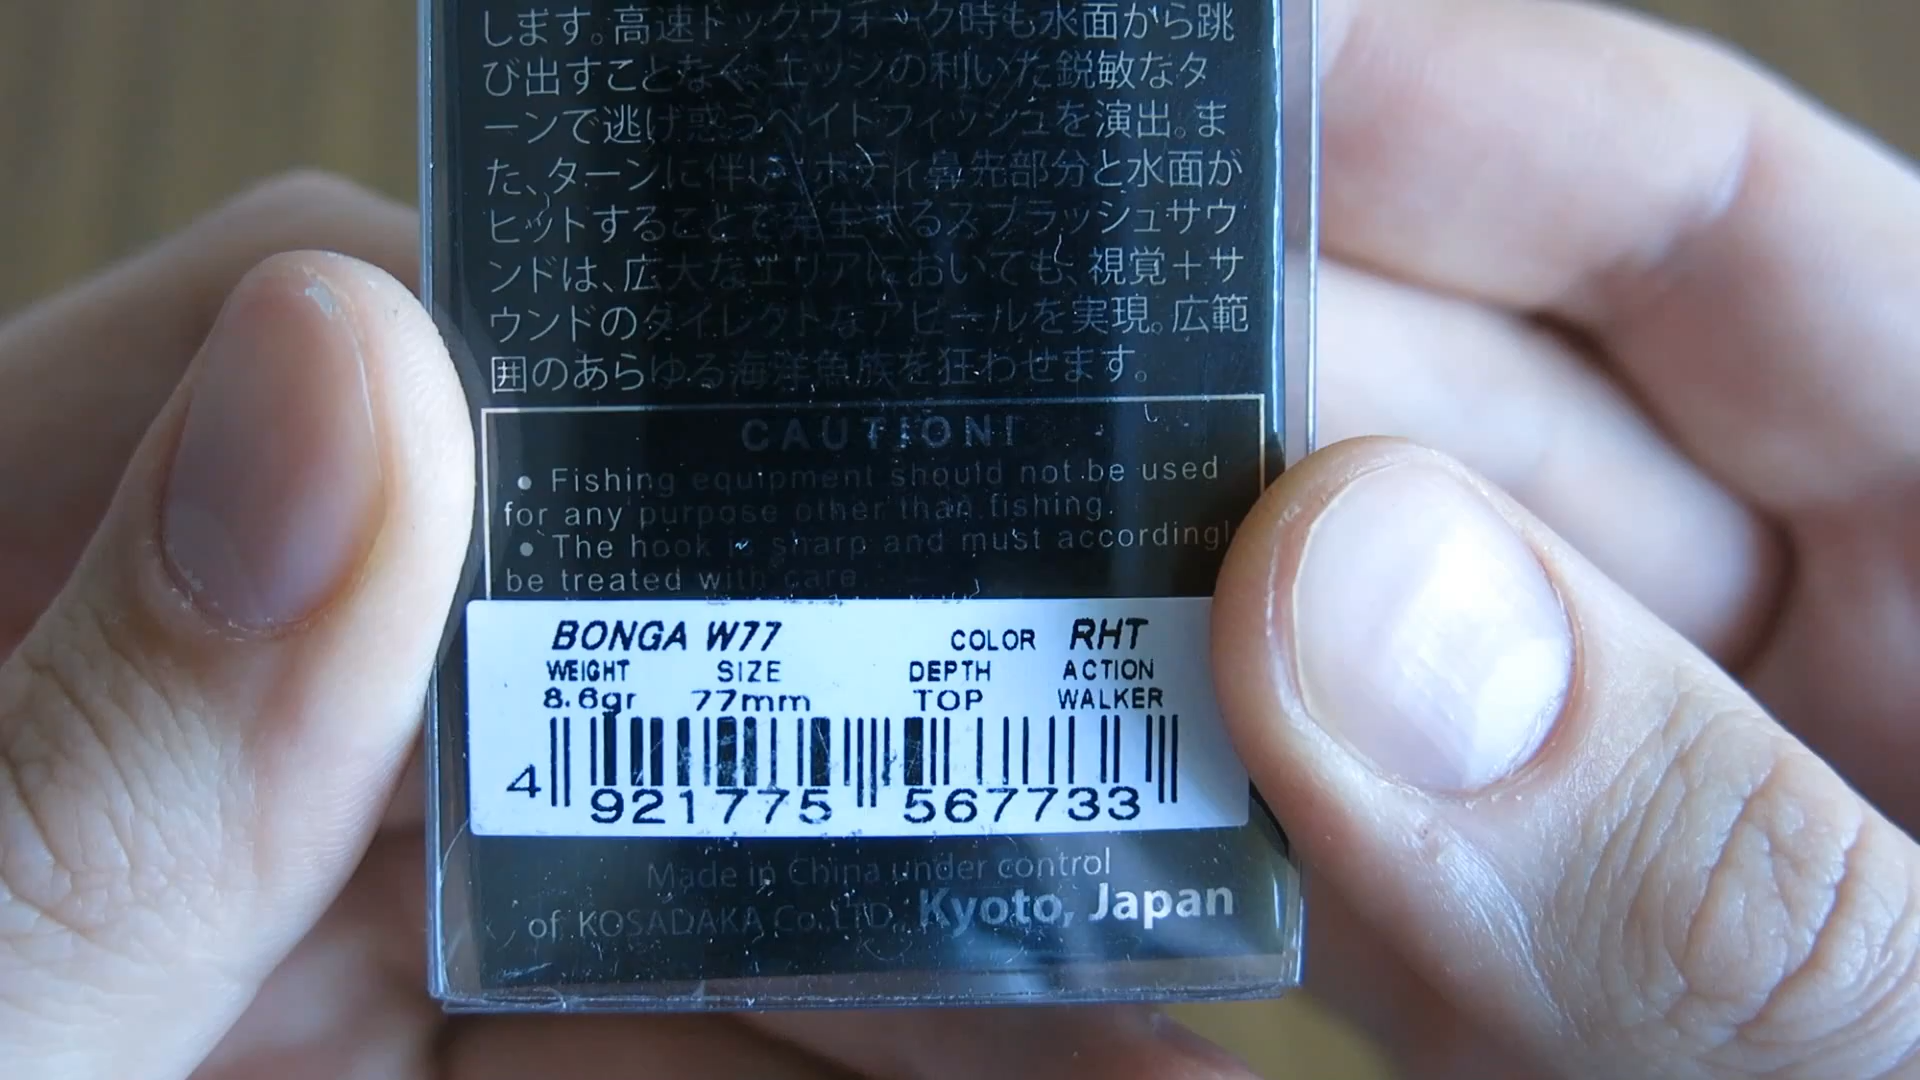 します。高速ドッグウォーク時も水面から跳
び出すことなく、エッジの利いた鋭敏なタ
ーンで逃げ惑うベイトフィッシュを演出。ま
た、ターンに伴い、ボディ鼻先部分と水面が
ヒットすることで発生するスプラッシュサウ
ンドは、広大なエリアにおいても、視覚＋サ
ウンドのダイレクトなアピールを実現。広範
囲のあらゆる海洋魚族を狂わせます。
CAUTION!
• Fishing equipment should not be used
for any purpose other than fishing.
• The hook is sharp and must accordingl
be treated with care
BONGA W77 COLOR RHT
WEIGHT SIZE DEPTH ACTION
8.6gr 77mm TOP WALKER
4 921775 567733
Made in China under control
of KOSADAKA Co.LTD, Kyoto, Japan